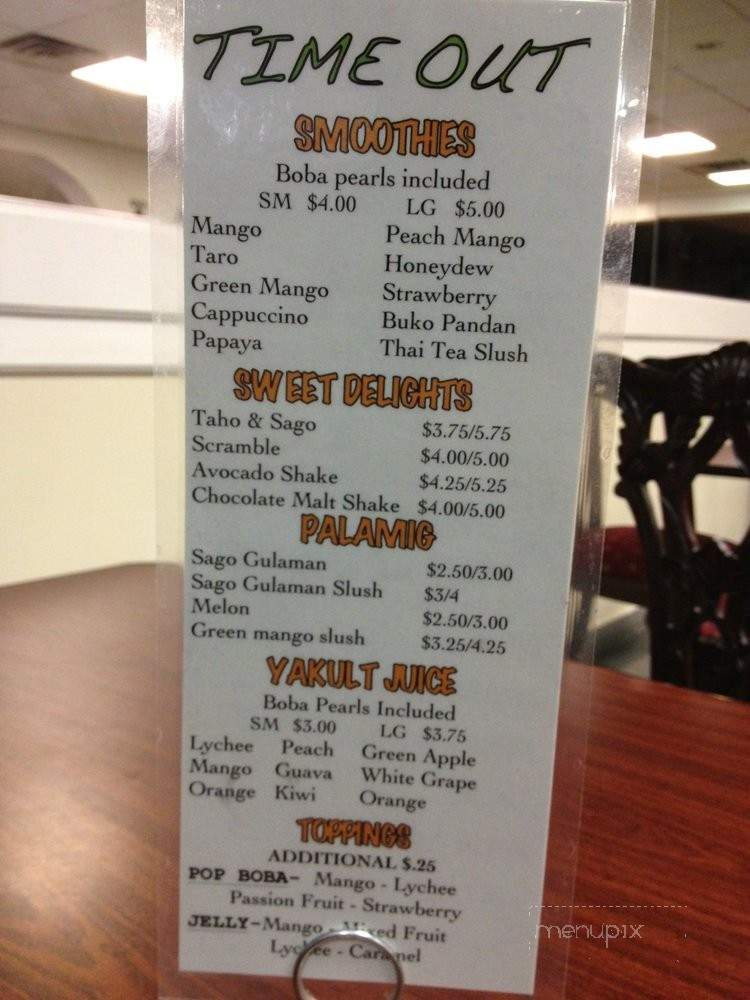 TIME OUT
SMOOTHIES
Boba pearls included
SM $4.00 LG $5.00
Mango Peach Mango
Taro Honeydew
Green Mango Strawberry
Cappuccino Buko Pandan
Papaya Thai Tea Slush
SWEET DELIGHTS
Taho & Sago $3.75/5.75
Scramble $4.00/5.00
Avocado Shake $4.25/5.25
Chocolate Malt Shake $4.00/5.00
PALAMIG
Sago Gulaman $2.50/3.00
Sago Gulaman Slush $3/4
Melon $2.50/3.00
Green mango slush $3.25/4.25
YAKULT JUICE
Boba Pearls Included
SM $3.00 LG $3.75
Lychee Peach Green Apple
Mango Guava White Grape
Orange Kiwi Orange
TOPPINGS
ADDITIONAL $.25
POP BOBA- Mango - Lychee
Passion Fruit - Strawberry
JELLY-Mango - Mixed Fruit
Lychee - Caramel
menupix